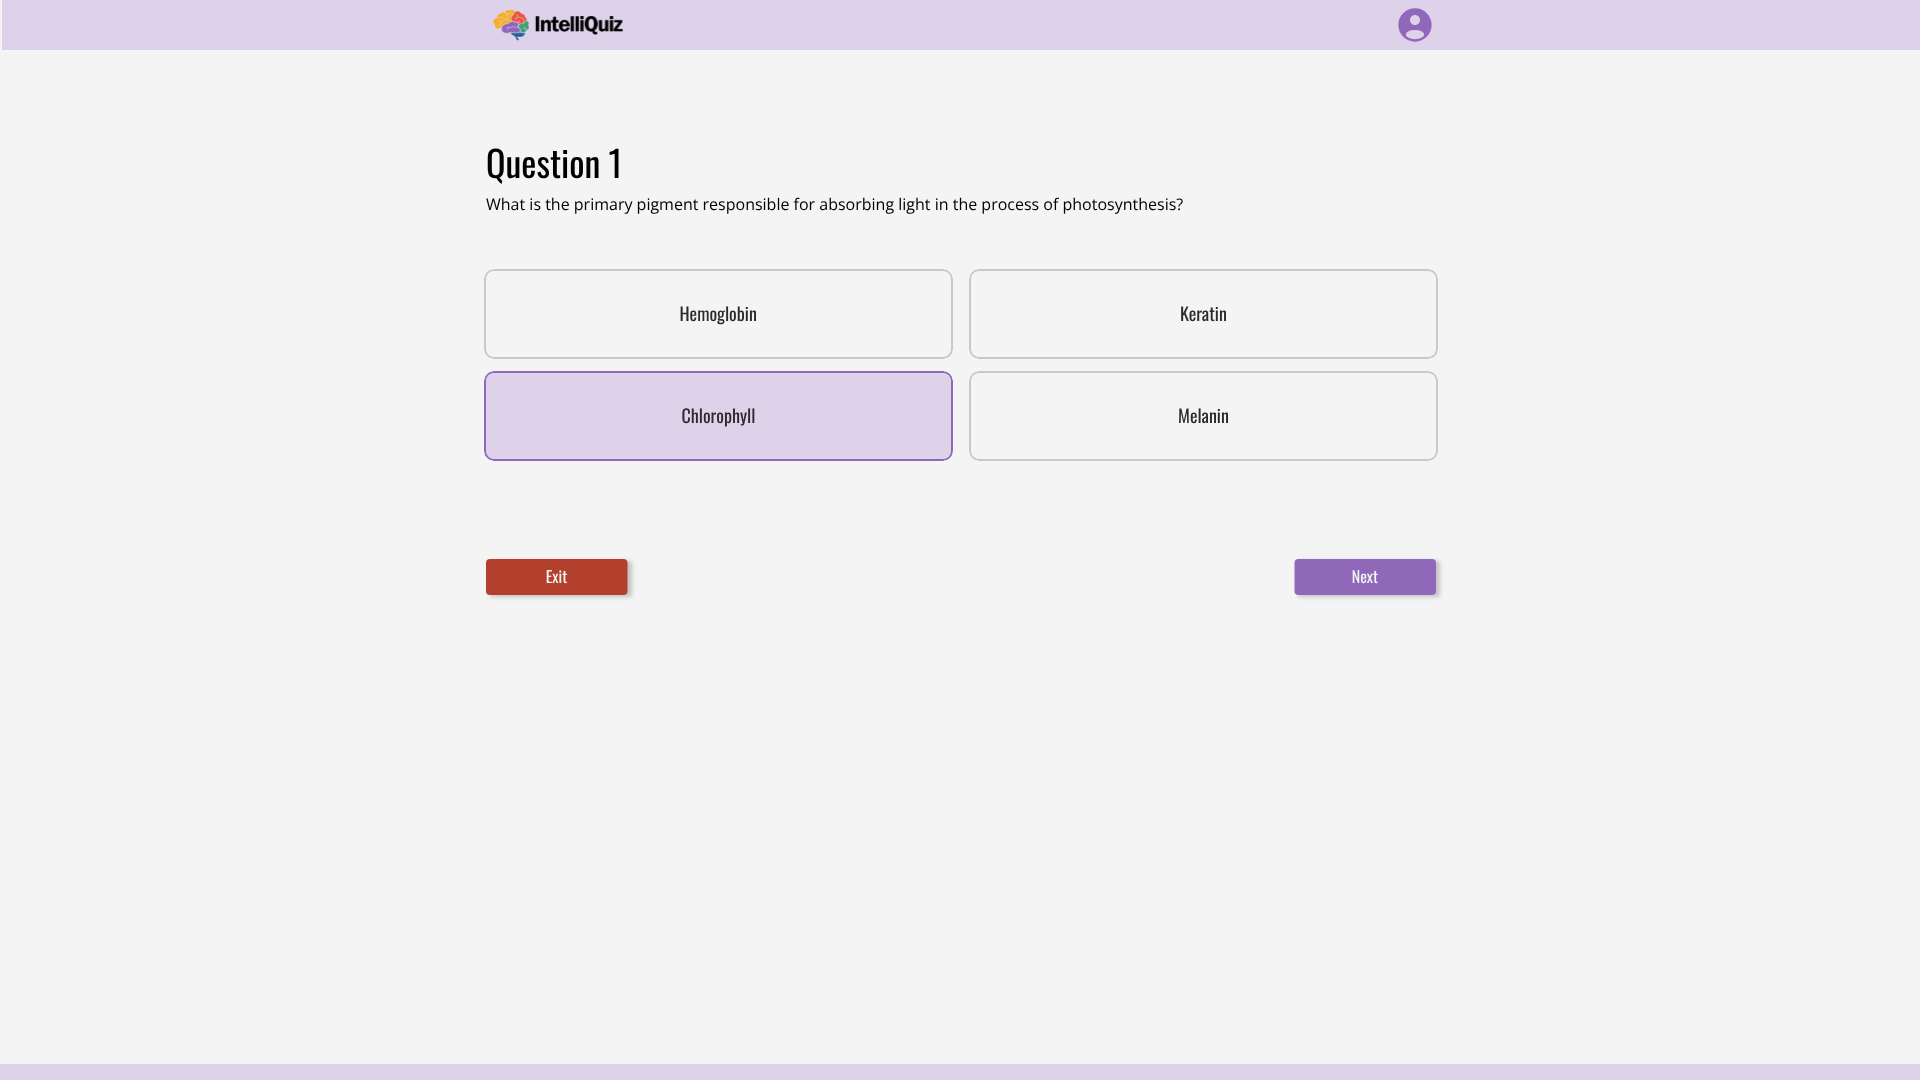 IntelliQuiz
Question 1
What is the primary pigment responsible for absorbing light in the process of photosynthesis?
Hemoglobin
Keratin
Chlorophyll
Melanin
Exit
Next